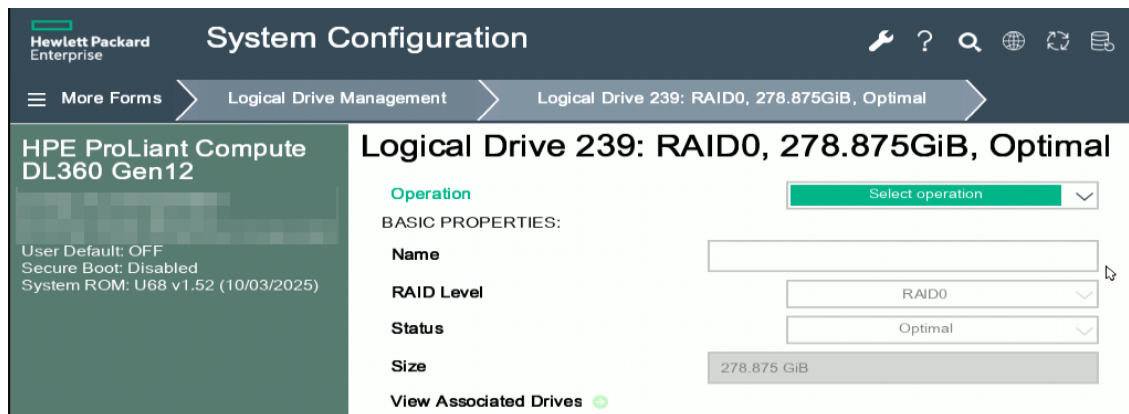 Hewlett Packard
Enterprise
System Configuration
More Forms
Logical Drive Management
Logical Drive 239: RAID0, 278.875GiB, Optimal
HPE ProLiant Compute
DL360 Gen12
User Default: OFF
Secure Boot: Disabled
System ROM: U68 v1.52 (10/03/2025)
Logical Drive 239: RAID0, 278.875GiB, Optimal
Operation
Select operation
BASIC PROPERTIES:
Name
RAID Level
RAID0
Status
Optimal
Size
278.875 GiB
View Associated Drives